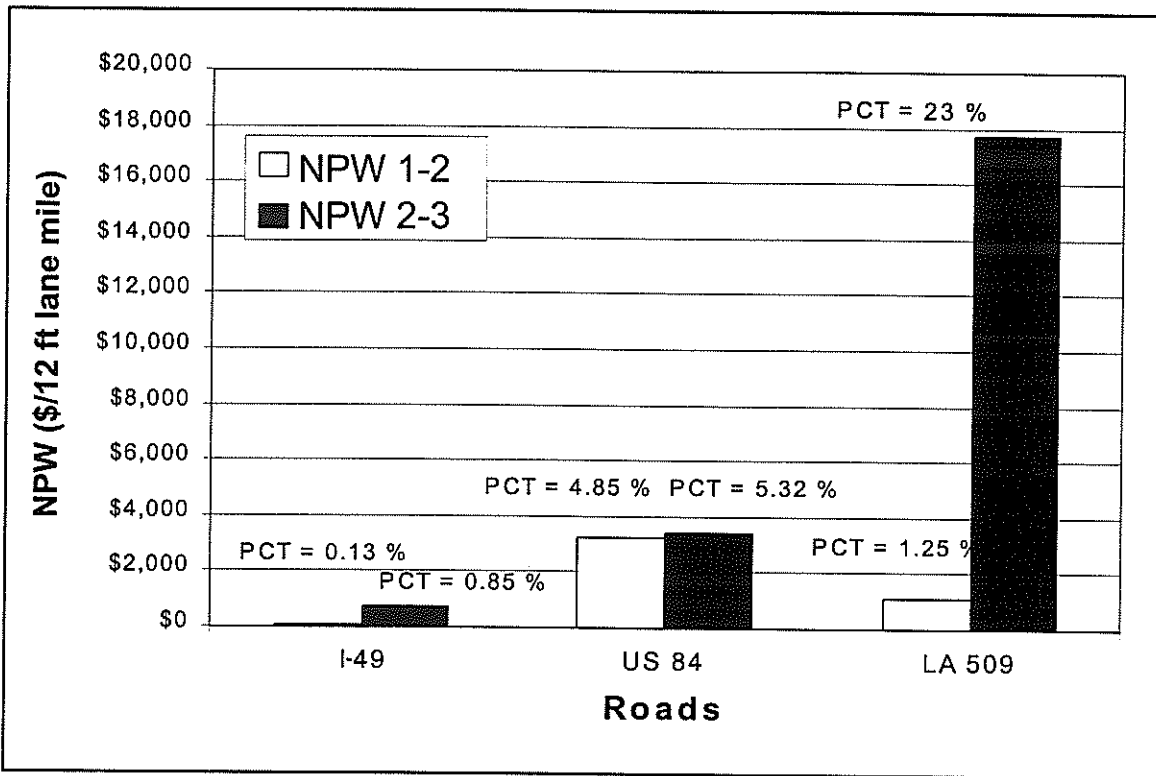 $20,000
$18,000
$16,000
$14,000
$12,000
$10,000
$8,000
$6,000
$4,000
$2,000
$0
NPW ($/12 ft lane mile)
NPW 1-2
NPW 2-3
PCT = 23 %
PCT = 4.85 % PCT = 5.32 %
PCT = 0.13 %
PCT = 0.85 %
PCT = 1.25 %
I-49 US 84 LA 509
Roads